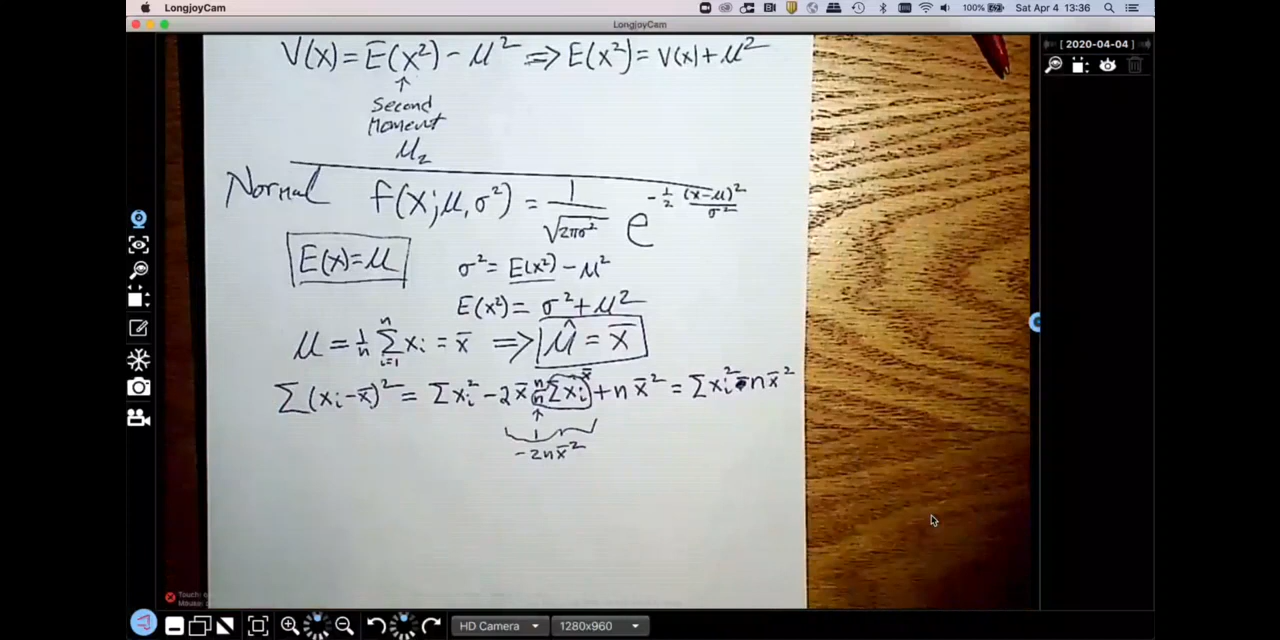 LongjoyCam
100%
Sat Apr 4 13:36
LongjoyCam
[2020-04-04]
V(x) = E(x²) - μ² ⟹ E(x²) = V(x) + μ²
↑
Second
Moment
μ₂
Normal f(x; μ, σ²) = 1/√(2πσ²) e^(-1/2 (x-μ)²/σ²)
E(x) = μ σ² = E(x²) - μ²
E(x²) = σ² + μ²
μ = 1/n Σ_{i=1}^{n} xᵢ = x̄ ⟹ μ̂ = x̄
Σ(xᵢ - x̄)² = Σxᵢ² - 2x̄ n/n Σxᵢ x̄ + nx̄² = Σxᵢ² - nx̄²
↑
-2nx̄²
HD Camera
1280x960